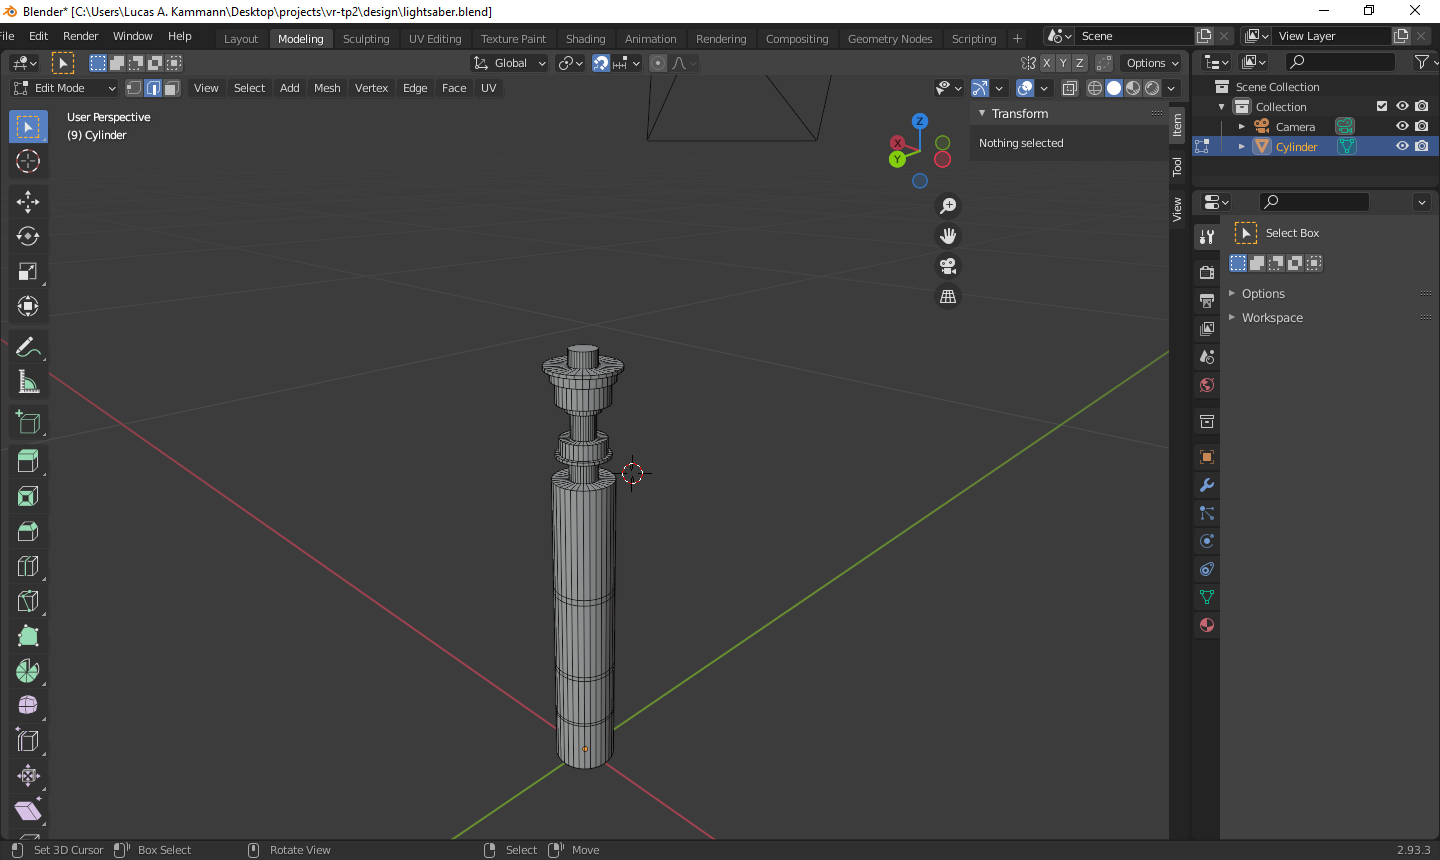 Blender* [C:\Users\Lucas A. Kammann\Desktop\projects\vr-tp2\design\lightsaber.blend]
File Edit Render Window Help Layout Modeling Sculpting UV Editing Texture Paint Shading Animation Rendering Compositing Geometry Nodes Scripting + Scene View Layer
Global X Y Z Options
Edit Mode View Select Add Mesh Vertex Edge Face UV
User Perspective
(9) Cylinder
Z
X
Y
Transform
Nothing selected
Item
Tool
View
Scene Collection
Collection
Camera
Cylinder
Select Box
Options
Workspace
Set 3D Cursor Box Select Rotate View Select Move 2.93.3